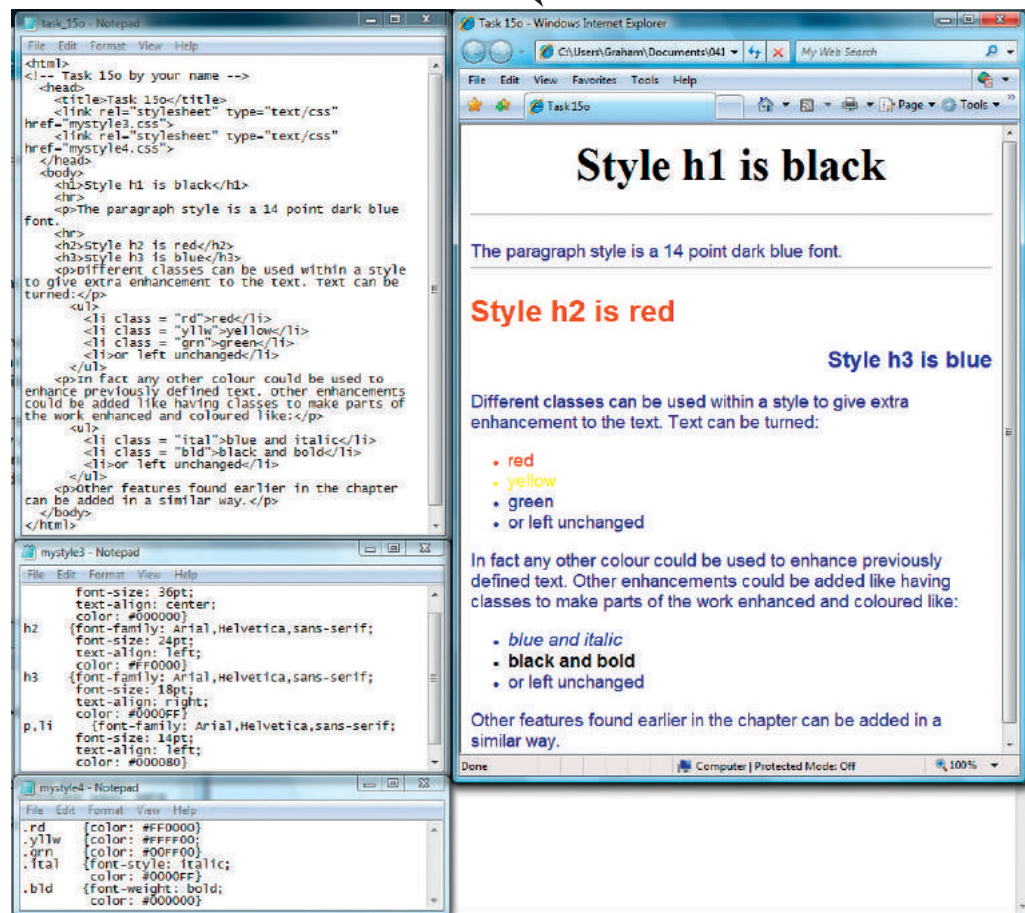 task_15o - Notepad
File Edit Format View Help
<html>
<!-- Task 15o by your name -->
<head>
<title>Task 15o</title>
<link rel="stylesheet" type="text/css"
href="mystyle3.css">
<link rel="stylesheet" type="text/css"
href="mystyle4.css">
</head>
<body>
<h1>Style h1 is black</h1>
<hr>
<p>The paragraph style is a 14 point dark blue
font.
<hr>
<h2>Style h2 is red</h2>
<h3>Style h3 is blue</h3>
<p>Different classes can be used within a style
to give extra enhancement to the text. Text can be
turned:</p>
<ul>
<li class = "rd">red</li>
<li class = "yllw">yellow</li>
<li class = "grn">green</li>
<li>or left unchanged</li>
</ul>
<p>In fact any other colour could be used to
enhance previously defined text. Other enhancements
could be added like having classes to make parts of
the work enhanced and coloured like:</p>
<ul>
<li class = "ital">blue and italic</li>
<li class = "bld">black and bold</li>
<li>or left unchanged</li>
</ul>
<p>Other features found earlier in the chapter
can be added in a similar way.</p>
</body>
</html>
mystyle3 - Notepad
File Edit Format View Help
font-size: 36pt;
text-align: center;
color: #000000}
h2 {font-family: Arial,Helvetica,sans-serif;
font-size: 24pt;
text-align: left;
color: #FF0000}
h3 {font-family: Arial,Helvetica,sans-serif;
font-size: 18pt;
text-align: right;
color: #0000FF}
p,li {font-family: Arial,Helvetica,sans-serif;
font-size: 14pt;
text-align: left;
color: #000080}
mystyle4 - Notepad
File Edit Format View Help
.rd {color: #FF0000}
.yllw {color: #FFFF00;
.grn {color: #00FF00}
.ital {font-style: italic;
color: #0000FF}
.bld {font-weight: bold;
color: #000000}
Task 15o - Windows Internet Explorer
C:\Users\Graham\Documents\041
My Web Search
File Edit View Favorites Tools Help
Task 15o
Page Tools
Style h1 is black
The paragraph style is a 14 point dark blue font.
Style h2 is red
Style h3 is blue
Different classes can be used within a style to give extra
enhancement to the text. Text can be turned:
• red
• yellow
• green
• or left unchanged
In fact any other colour could be used to enhance previously
defined text. Other enhancements could be added like having
classes to make parts of the work enhanced and coloured like:
• blue and italic
• black and bold
• or left unchanged
Other features found earlier in the chapter can be added in a
similar way.
Done
Computer | Protected Mode: Off
100%